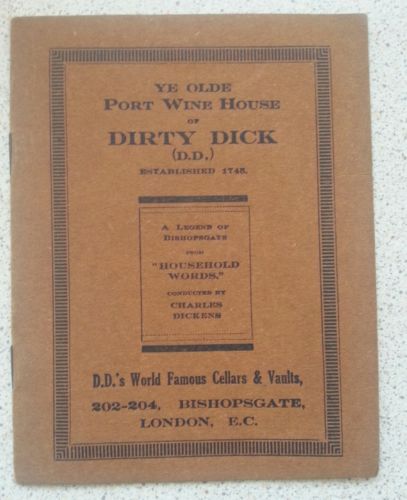 YE OLDE
PORT WINE HOUSE
OF
DIRTY DICK
(D.D.)
ESTABLISHED 1745.
A LEGEND OF
BISHOPSGATE
FROM
"HOUSEHOLD
WORDS,"
CONDUCTED BY
CHARLES
DICKENS
D.D.'s World Famous Cellars & Vaults,
202-204, BISHOPSGATE,
LONDON, E.C.